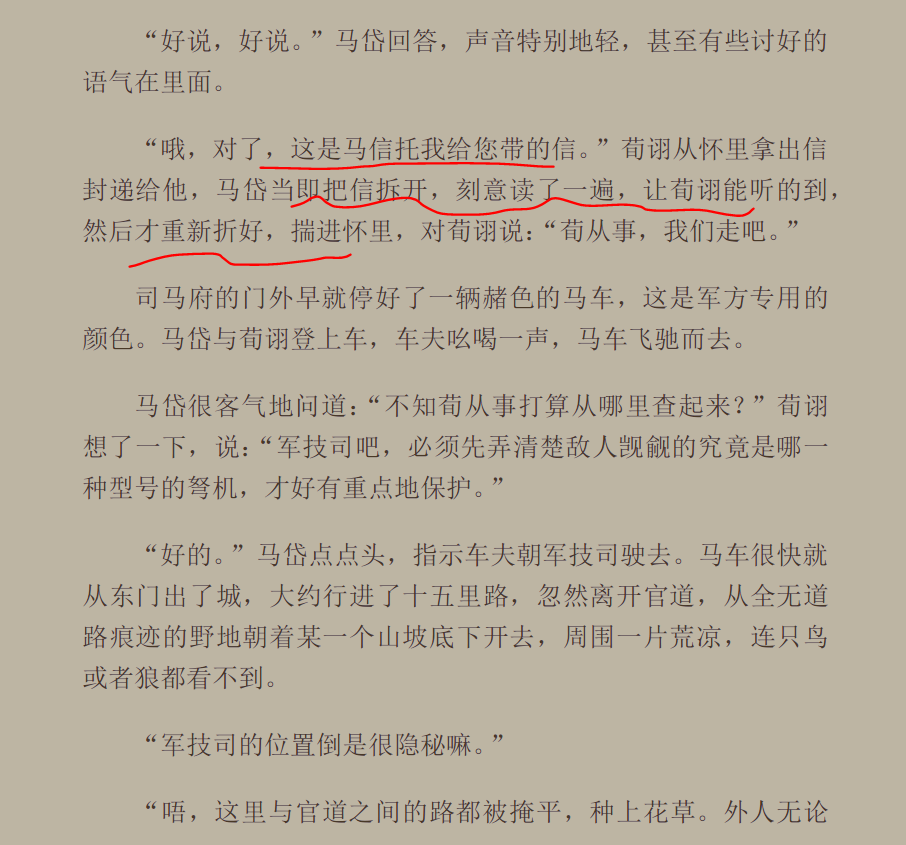 “好说，好说。”马岱回答，声音特别地轻，甚至有些讨好的
语气在里面。
“哦，对了，这是马信托我给您带的信。”荀诩从怀里拿出信
封递给他，马岱当即把信拆开，刻意读了一遍，让荀诩能听的到，
然后才重新折好，揣进怀里，对荀诩说：“荀从事，我们走吧。”
司马府的门外早就停好了一辆赭色的马车，这是军方专用的
颜色。马岱与荀诩登上车，车夫吆喝一声，马车飞驰而去。
马岱很客气地问道：“不知荀从事打算从哪里查起来？”荀诩
想了一下，说：“军技司吧，必须先弄清楚敌人觊觎的究竟是哪一
种型号的弩机，才好有重点地保护。”
“好的。”马岱点点头，指示车夫朝军技司驶去。马车很快就
从东门出了城，大约行进了十五里路，忽然离开官道，从全无道
路痕迹的野地朝着某一个山坡底下开去，周围一片荒凉，连只鸟
或者狼都看不到。
“军技司的位置倒是很隐秘嘛。”
“唔，这里与官道之间的路都被掩平，种上花草。外人无论